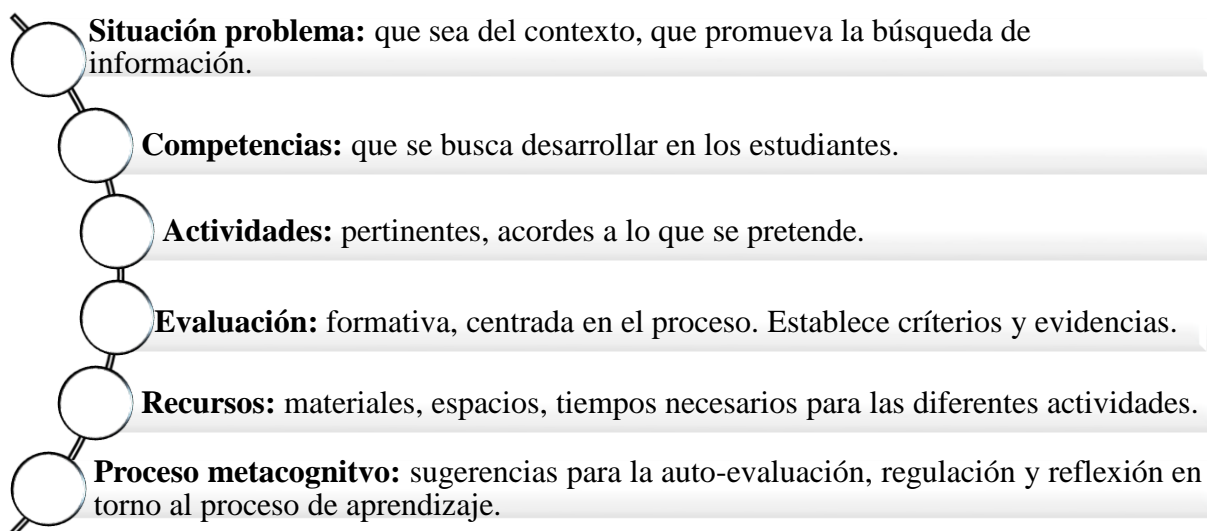 Situación problema: que sea del contexto, que promueva la búsqueda de
información.
Competencias: que se busca desarrollar en los estudiantes.
Actividades: pertinentes, acordes a lo que se pretende.
Evaluación: formativa, centrada en el proceso. Establece críterios y evidencias.
Recursos: materiales, espacios, tiempos necesarios para las diferentes actividades.
Proceso metacognitvo: sugerencias para la auto-evaluación, regulación y reflexión en
torno al proceso de aprendizaje.